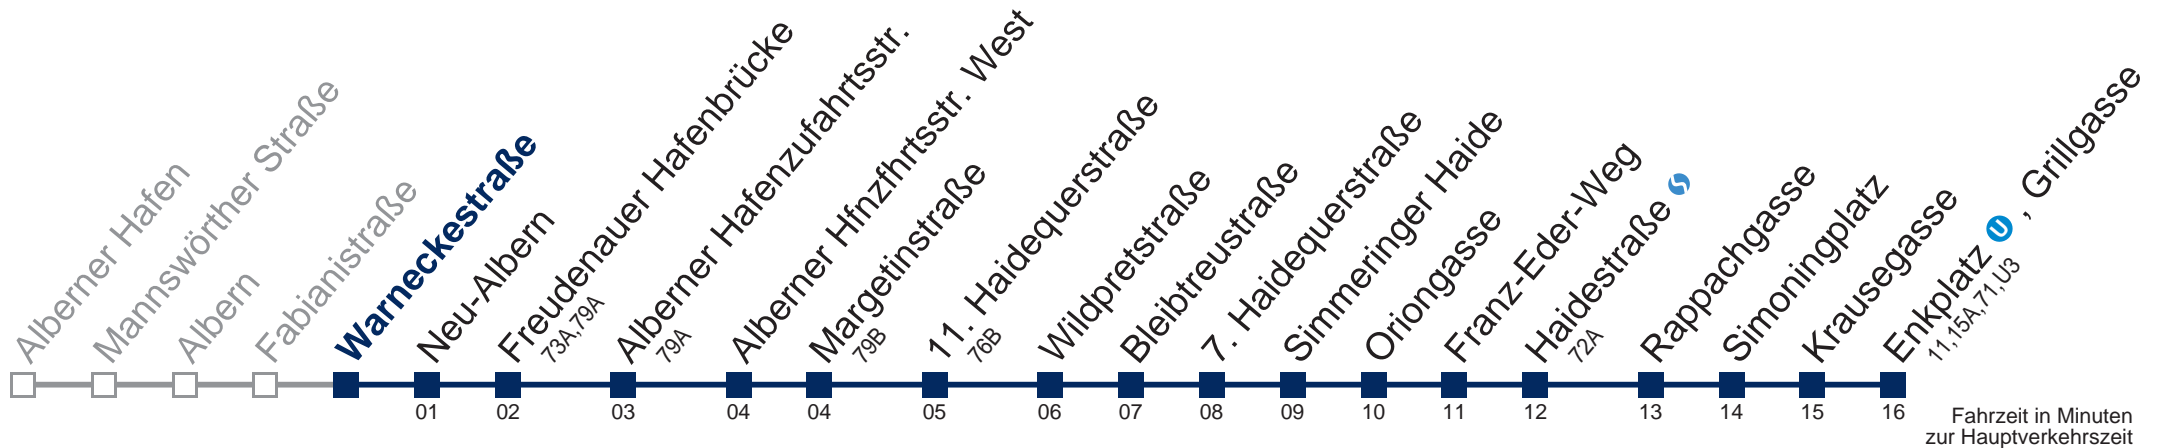 Alberner Hafen
Mannswörther Straße
Albern
Fabianistraße
Warneckestraße
Neu-Albern
01
Freudenauer Hafenbrücke
73A,79A
02
Alberner Hafenzufahrtsstr.
79A
03
Alberner Hfnzfhrtsstr. West
04
Margetinstraße
79B
04
11. Haidequerstraße
76B
05
Wildpretstraße
06
Bleibtreustraße
07
7. Haidequerstraße
08
Simmeringer Haide
09
Oriongasse
10
Franz-Eder-Weg
11
Haidestraße S
72A
12
Rappachgasse
13
Simoningplatz
14
Krausegasse
15
Enkplatz U , Grillgasse
11,15A,71,U3
16
Fahrzeit in Minuten
zur Hauptverkehrszeit